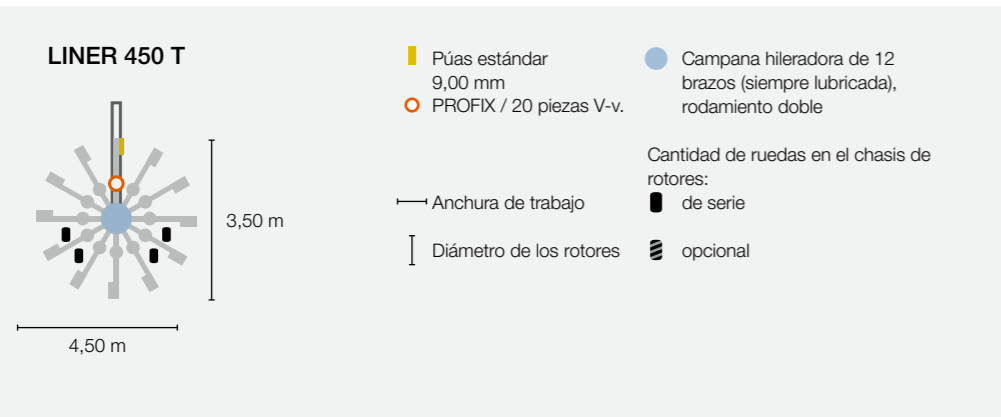 LINER 450 T
3,50 m
4,50 m
Púas estándar
9,00 mm
PROFIX / 20 piezas V-v.
Anchura de trabajo
Diámetro de los rotores
Campana hileradora de 12
brazos (siempre lubricada),
rodamiento doble
Cantidad de ruedas en el chasis de
rotores:
de serie
opcional